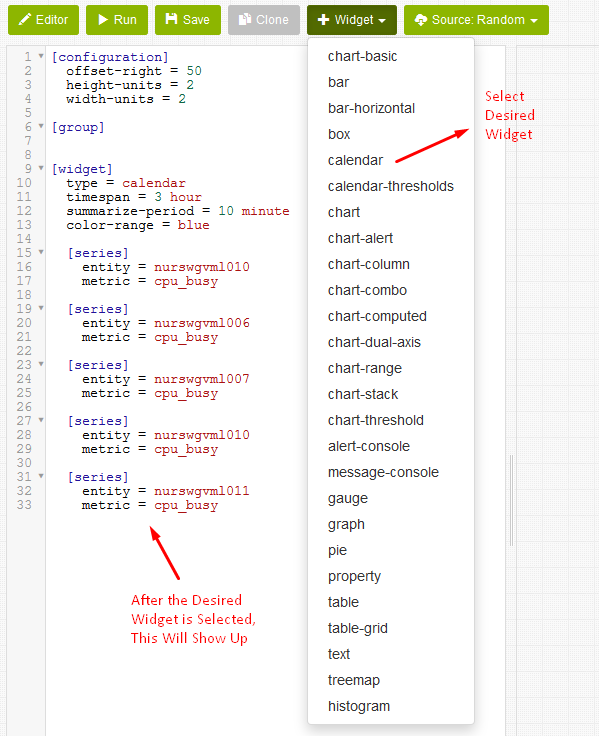 Editor Run Save Clone Widget Source: Random
1 [configuration]
2 offset-right = 50
3 height-units = 2
4 width-units = 2
5
6 [group]
7
8
9 [widget]
10 type = calendar
11 timespan = 3 hour
12 summarize-period = 10 minute
13 color-range = blue
14
15 [series]
16 entity = nurswgvml010
17 metric = cpu_busy
18
19 [series]
20 entity = nurswgvml006
21 metric = cpu_busy
22
23 [series]
24 entity = nurswgvml007
25 metric = cpu_busy
26
27 [series]
28 entity = nurswgvml010
29 metric = cpu_busy
30
31 [series]
32 entity = nurswgvml011
33 metric = cpu_busy
After the Desired
Widget is Selected,
This Will Show Up
chart-basic
bar
bar-horizontal
box
calendar
calendar-thresholds
chart
chart-alert
chart-column
chart-combo
chart-computed
chart-dual-axis
chart-range
chart-stack
chart-threshold
alert-console
message-console
gauge
graph
pie
property
table
table-grid
text
treemap
histogram
Select
Desired
Widget